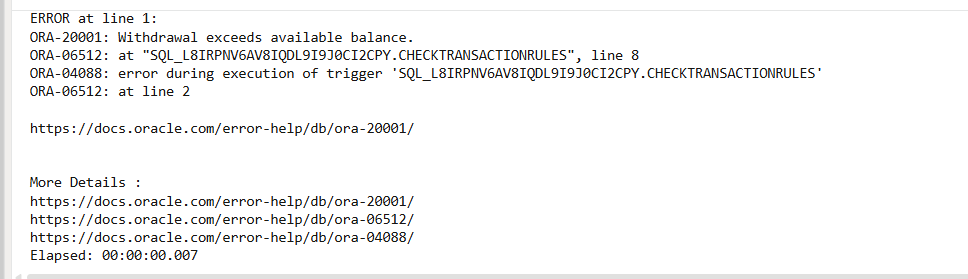 ERROR at line 1:
ORA-20001: Withdrawal exceeds available balance.
ORA-06512: at "SQL_L8IRPNV6AV8IQDL9I9J0CI2CPY.CHECKTRANSACTIONRULES", line 8
ORA-04088: error during execution of trigger 'SQL_L8IRPNV6AV8IQDL9I9J0CI2CPY.CHECKTRANSACTIONRULES'
ORA-06512: at line 2
https://docs.oracle.com/error-help/db/ora-20001/
More Details :
https://docs.oracle.com/error-help/db/ora-20001/
https://docs.oracle.com/error-help/db/ora-06512/
https://docs.oracle.com/error-help/db/ora-04088/
Elapsed: 00:00:00.007